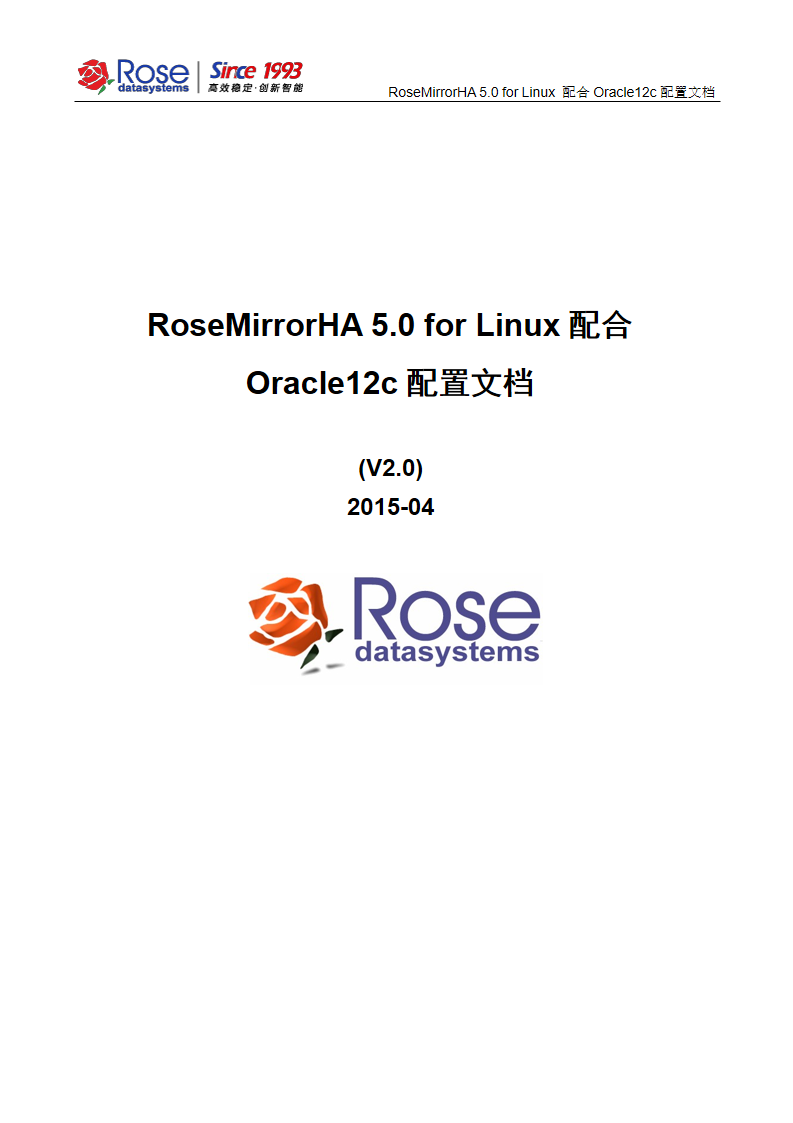 Rose
datasystems
Since 1993
高效稳定·创新智能
RoseMirrorHA 5.0 for Linux 配合 Oracle12c 配置文档
RoseMirrorHA 5.0 for Linux 配合
Oracle12c 配置文档
(V2.0)
2015-04
Rose
datasystems